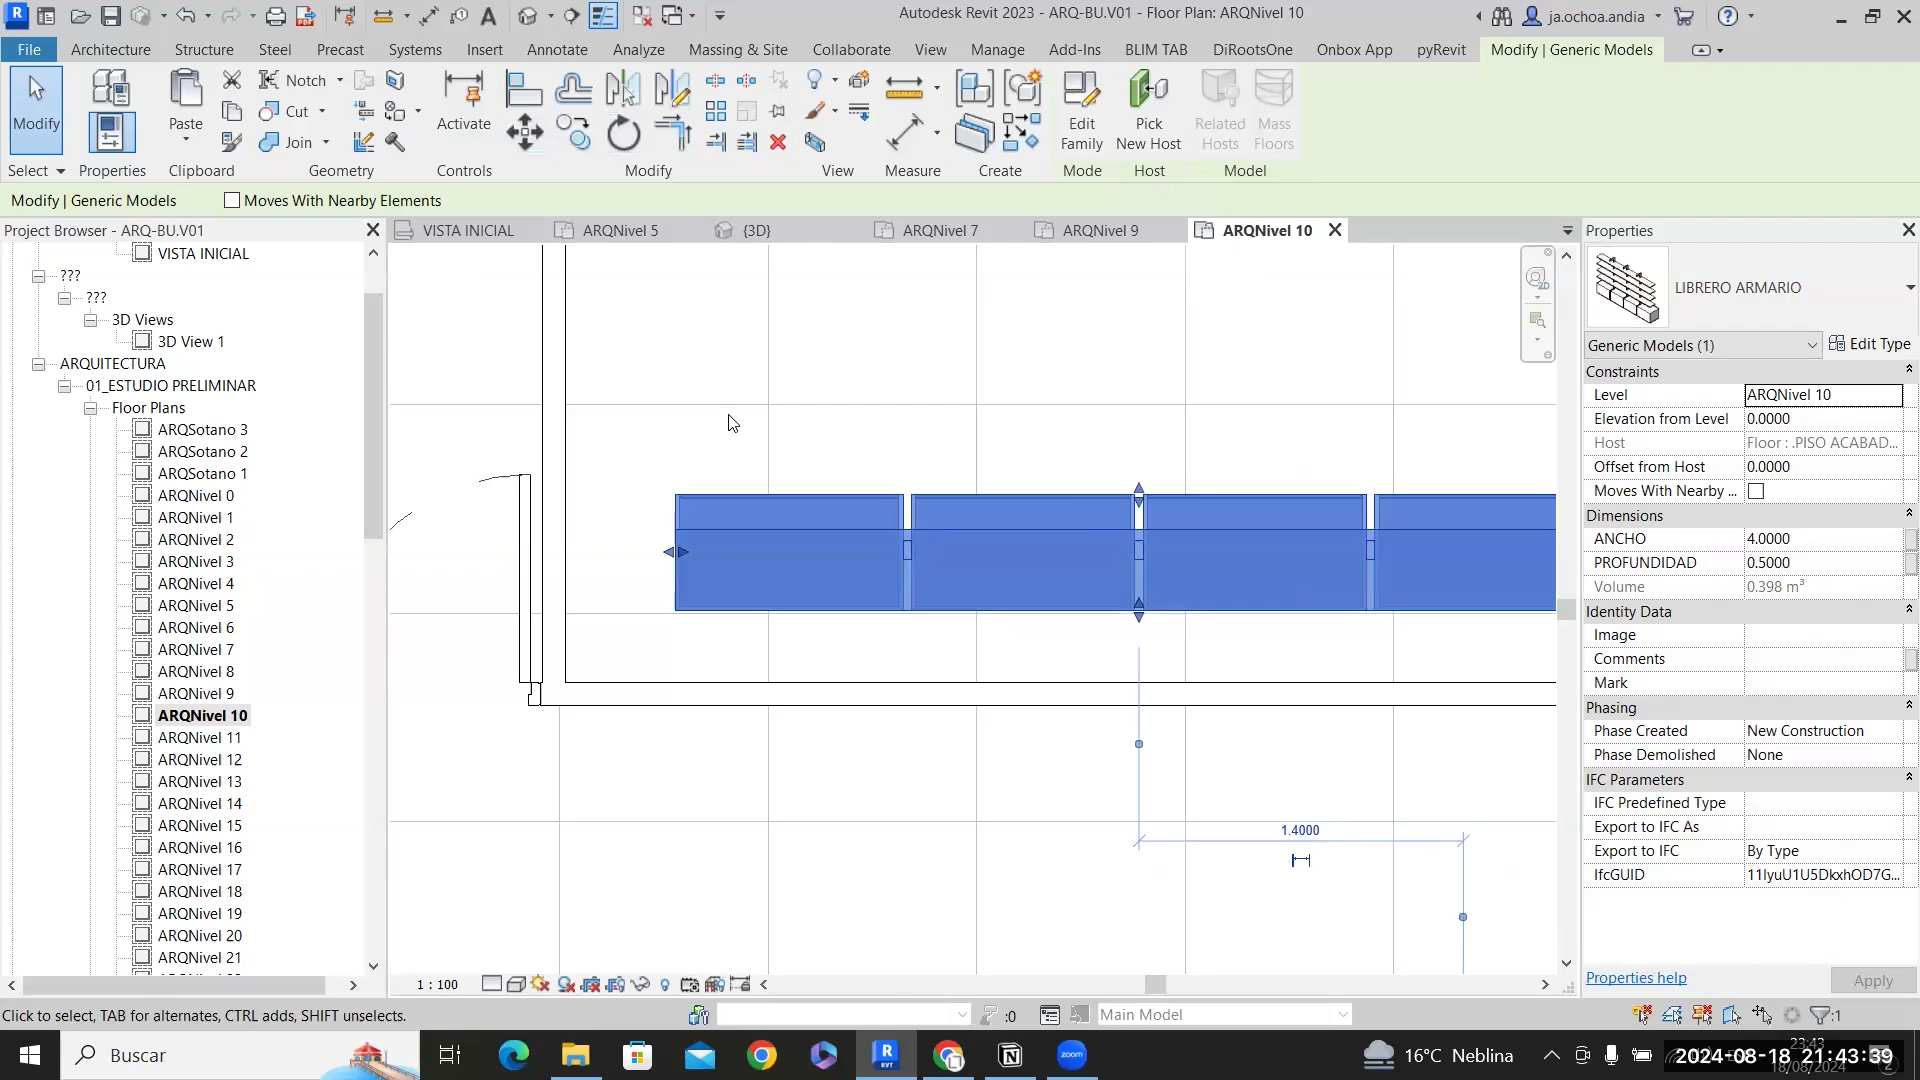 Autodesk Revit 2023 - ARQ-BU.V01 - Floor Plan: ARQNivel 10
ja.ochoa.andia
File Architecture Structure Steel Precast Systems Insert Annotate Analyze Massing & Site Collaborate View Manage Add-Ins BLIM TAB DiRootsOne Onbox App pyRevit Modify | Generic Models
Modify
Paste
Notch
Cut
Join
Activate
Edit Family
Pick New Host
Related Hosts
Mass Floors
Select Properties Clipboard Geometry Controls Modify View Measure Create Mode Host Model
Modify | Generic Models Moves With Nearby Elements
Project Browser - ARQ-BU.V01
VISTA INICIAL
???
???
3D Views
3D View 1
ARQUITECTURA
01_ESTUDIO PRELIMINAR
Floor Plans
ARQSotano 3
ARQSotano 2
ARQSotano 1
ARQNivel 0
ARQNivel 1
ARQNivel 2
ARQNivel 3
ARQNivel 4
ARQNivel 5
ARQNivel 6
ARQNivel 7
ARQNivel 8
ARQNivel 9
ARQNivel 10
ARQNivel 11
ARQNivel 12
ARQNivel 13
ARQNivel 14
ARQNivel 15
ARQNivel 16
ARQNivel 17
ARQNivel 18
ARQNivel 19
ARQNivel 20
ARQNivel 21
VISTA INICIAL ARQNivel 5 {3D} ARQNivel 7 ARQNivel 9 ARQNivel 10
2D
1.4000
1 : 100
Properties
LIBRERO ARMARIO
Generic Models (1) Edit Type
Constraints
Level ARQNivel 10
Elevation from Level 0.0000
Host Floor : .PISO ACABAD...
Offset from Host 0.0000
Moves With Nearby ...
Dimensions
ANCHO 4.0000
PROFUNDIDAD 0.5000
Volume 0.398 m³
Identity Data
Image
Comments
Mark
Phasing
Phase Created New Construction
Phase Demolished None
IFC Parameters
IFC Predefined Type
Export to IFC As
Export to IFC By Type
IfcGUID 11lyuU1U5DkxhOD7G...
Properties help Apply
Click to select, TAB for alternates, CTRL adds, SHIFT unselects.
:0 Main Model :1
Buscar
RVT
zoom
16°C Neblina
23:43
2024-08-18 21:43:39
18/08/2024
2